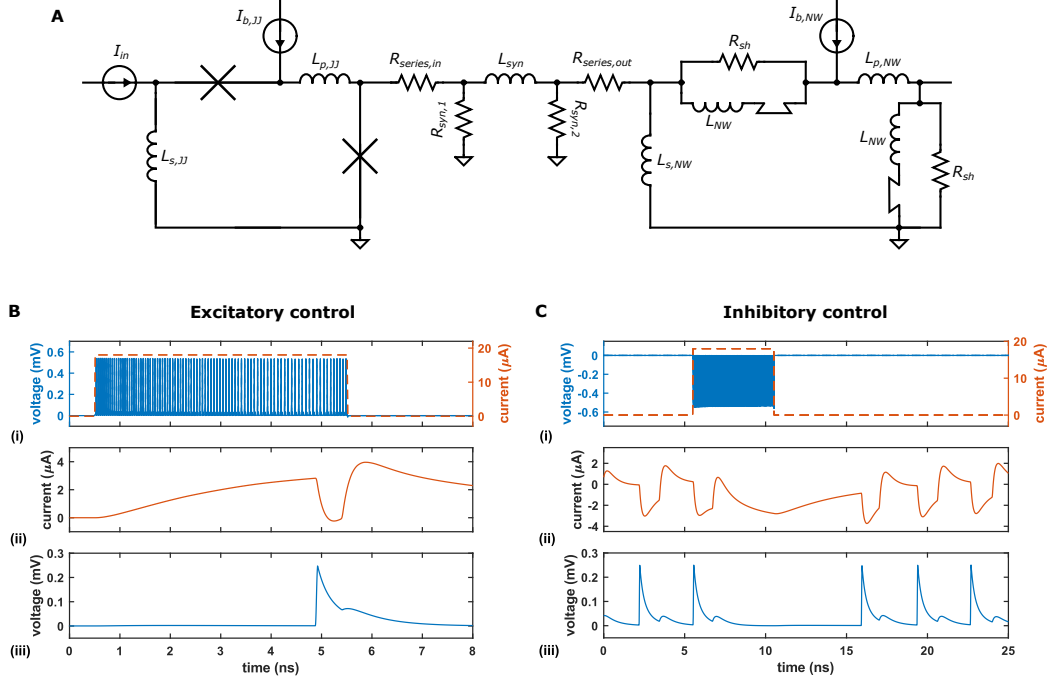 A
I_in
I_b,JJ
L_p,JJ
R_series,in
L_syn
R_series,out
R_sh
I_b,NW
L_p,NW
L_s,JJ
R_syn,1
R_syn,2
L_s,NW
L_NW
L_NW
R_sh
B
Excitatory control
voltage (mV)
0.6
0.4
0.2
0
20
10
0
current (μA)
(i)
current (μA)
4
2
0
(ii)
voltage (mV)
0.3
0.2
0.1
0
(iii)
0 1 2 3 4 5 6 7 8
time (ns)
C
Inhibitory control
voltage (mV)
0
-0.2
-0.4
-0.6
20
10
0
current (μA)
(i)
current (μA)
2
0
-2
-4
(ii)
voltage (mV)
0.3
0.2
0.1
0
(iii)
0 5 10 15 20 25
time (ns)